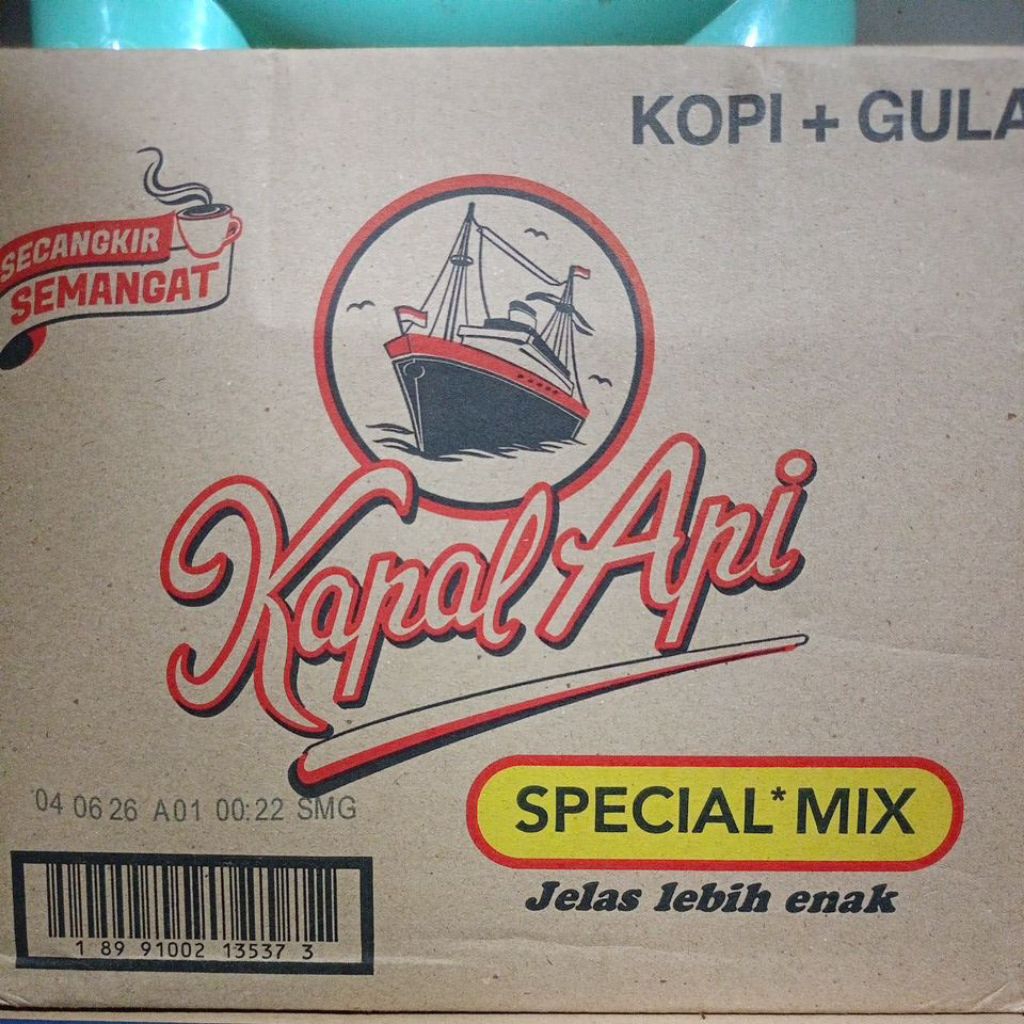 KOPI + GULA
SECANGKIR
SEMANGAT
Kapal Api
04 06 26 A01 00:22 SMG
SPECIAL* MIX
Jelas lebih enak
1 89 91002 13537 3